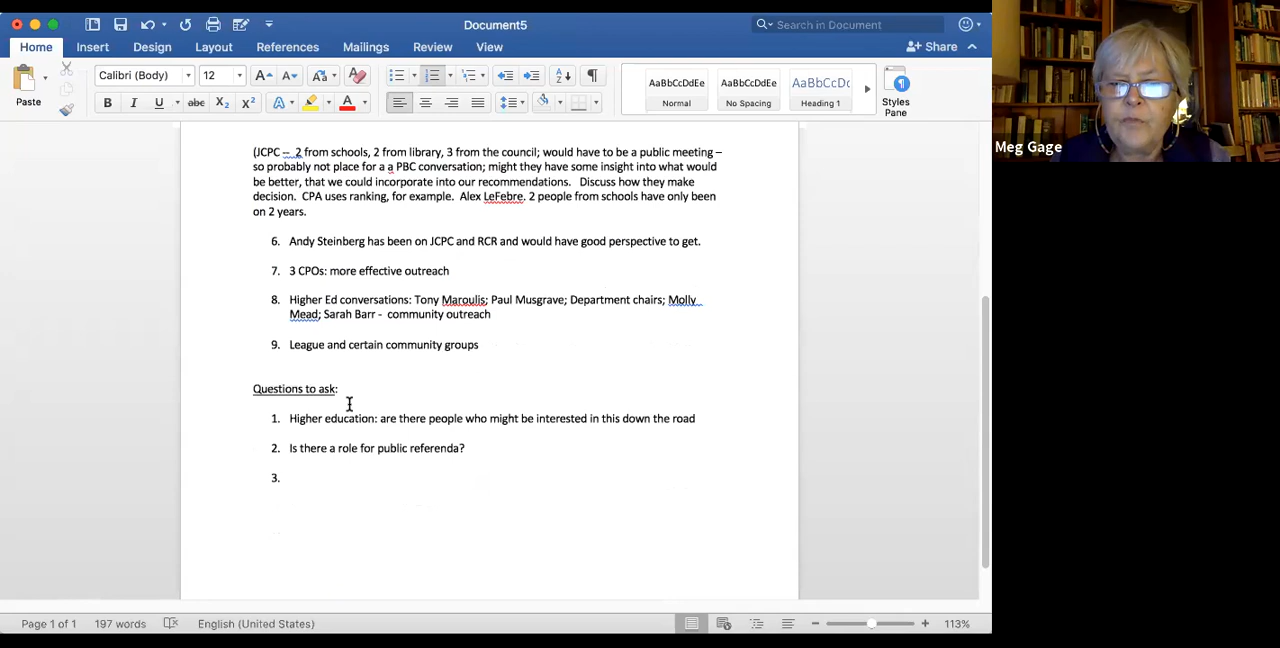 Document5
Search in Document
Home Insert Design Layout References Mailings Review View
Share
Paste
Calibri (Body) 12
AaBbCcDdEe AaBbCcDdEe AaBbCcDc
Normal No Spacing Heading 1
Styles Pane
Meg Gage
(JCPC – 2 from schools, 2 from library, 3 from the council; would have to be a public meeting –
so probably not place for a a PBC conversation; might they have some insight into what would
be better, that we could incorporate into our recommendations. Discuss how they make
decision. CPA uses ranking, for example. Alex LeFebre. 2 people from schools have only been
on 2 years.
6. Andy Steinberg has been on JCPC and RCR and would have good perspective to get.
7. 3 CPOs: more effective outreach
8. Higher Ed conversations: Tony Maroulis; Paul Musgrave; Department chairs; Molly
Mead; Sarah Barr - community outreach
9. League and certain community groups
Questions to ask:
1. Higher education: are there people who might be interested in this down the road
2. Is there a role for public referenda?
3.
Page 1 of 1 197 words English (United States) 113%